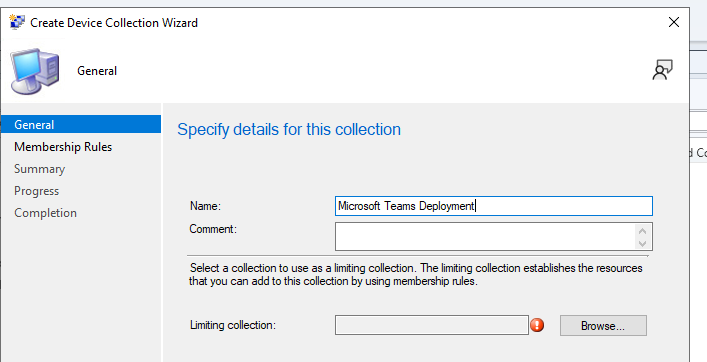 Create Device Collection Wizard
General
General
Membership Rules
Summary
Progress
Completion
Specify details for this collection
Name: Microsoft Teams Deployment
Comment:
Select a collection to use as a limiting collection. The limiting collection establishes the resources
that you can add to this collection by using membership rules.
Limiting collection: Browse...